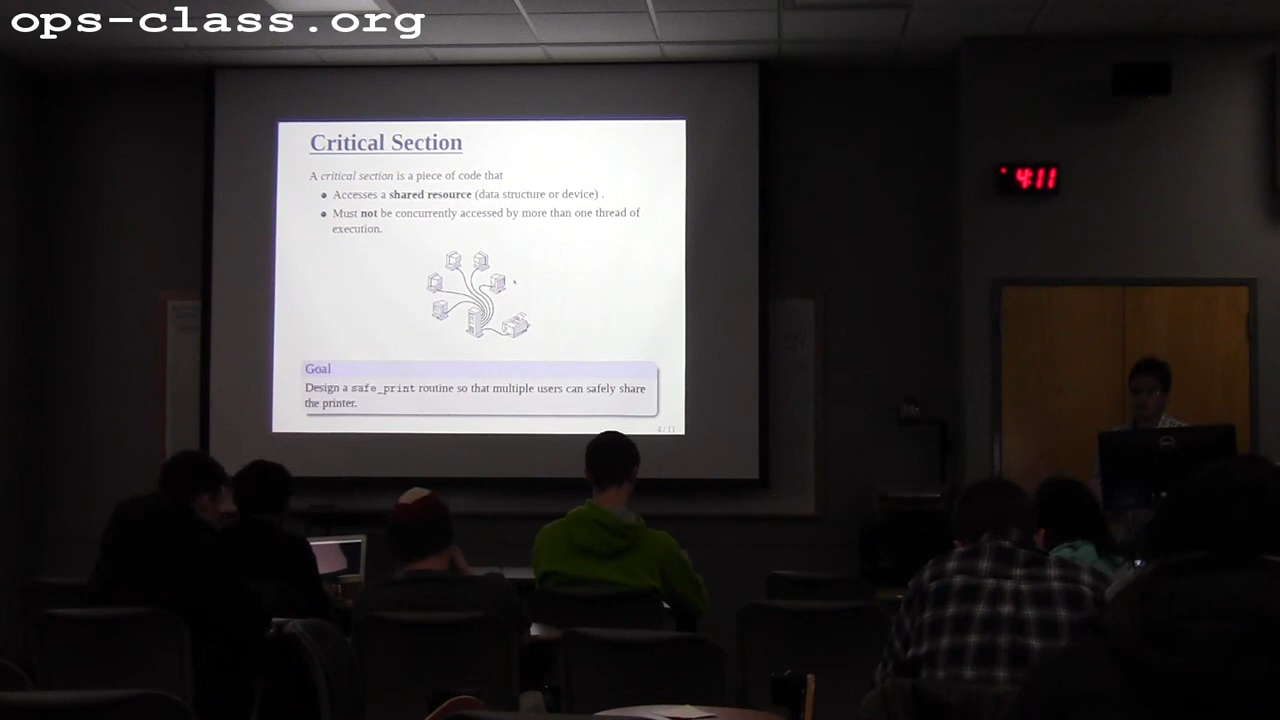 ops-class.org
Critical Section
A critical section is a piece of code that
Accesses a shared resource (data structure or device) .
Must not be concurrently accessed by more than one thread of
execution.
4:11
Goal
Design a safe_print routine so that multiple users can safely share
the printer.
4 / 11